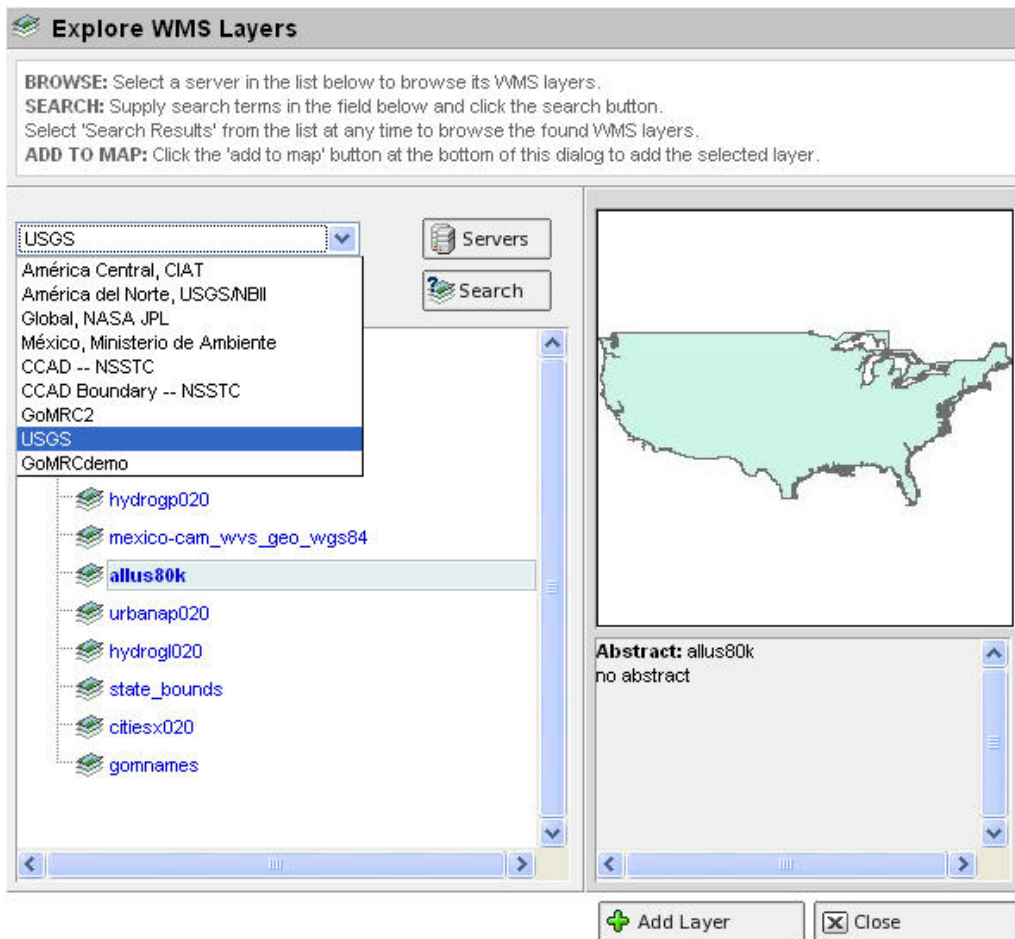 Explore WMS Layers
BROWSE: Select a server in the list below to browse its WMS layers.
SEARCH: Supply search terms in the field below and click the search button.
Select 'Search Results' from the list at any time to browse the found WMS layers.
ADD TO MAP: Click the 'add to map' button at the bottom of this dialog to add the selected layer.
USGS
Servers
Search
América Central, CIAT
América del Norte, USGS/NBII
Global, NASA JPL
México, Ministerio de Ambiente
CCAD -- NSSTC
CCAD Boundary -- NSSTC
GoMRC2
USGS
GoMRCdemo
hydrogp020
mexico-cam_wvs_geo_wgs84
allus80k
urbanap020
hydrogl020
state_bounds
citiesx020
gomnames
Abstract: allus80k
no abstract
Add Layer
Close